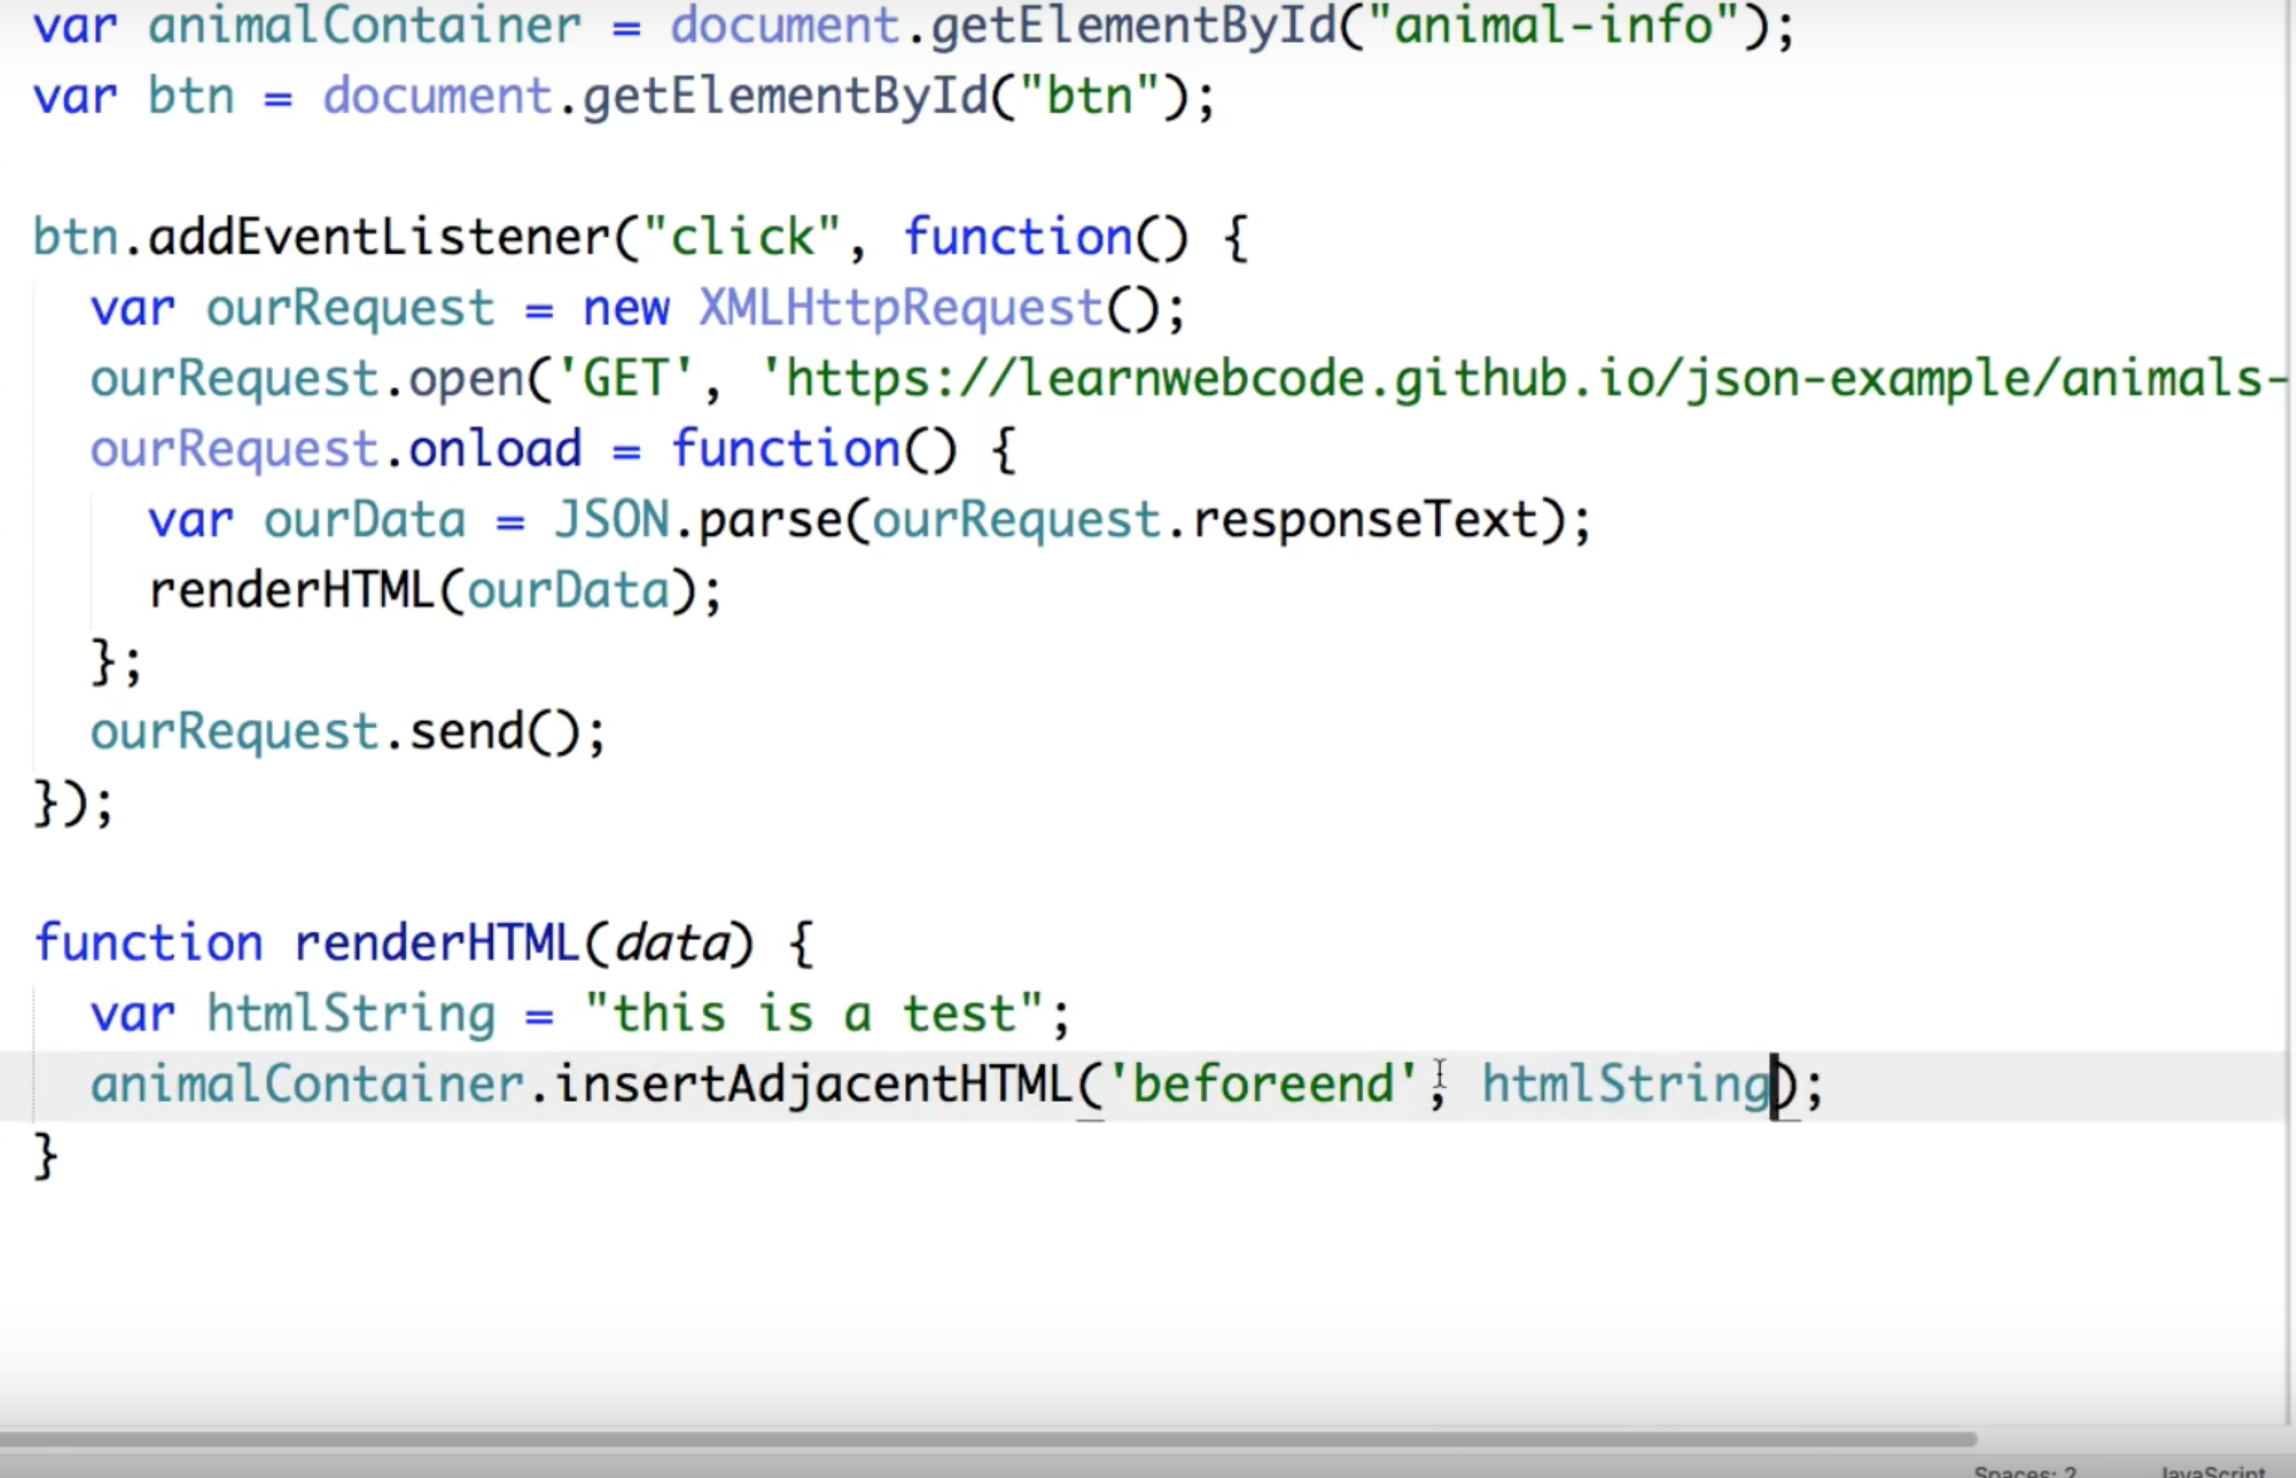 var animalContainer = document.getElementById("animal-info");
var btn = document.getElementById("btn");
btn.addEventListener("click", function() {
var ourRequest = new XMLHttpRequest();
ourRequest.open('GET', 'https://learnwebcode.github.io/json-example/animals-
ourRequest.onload = function() {
var ourData = JSON.parse(ourRequest.responseText);
renderHTML(ourData);
};
ourRequest.send();
});
function renderHTML(data) {
var htmlString = "this is a test";
animalContainer.insertAdjacentHTML('beforeend', htmlString);
}
Spaces: 2 JavaScript